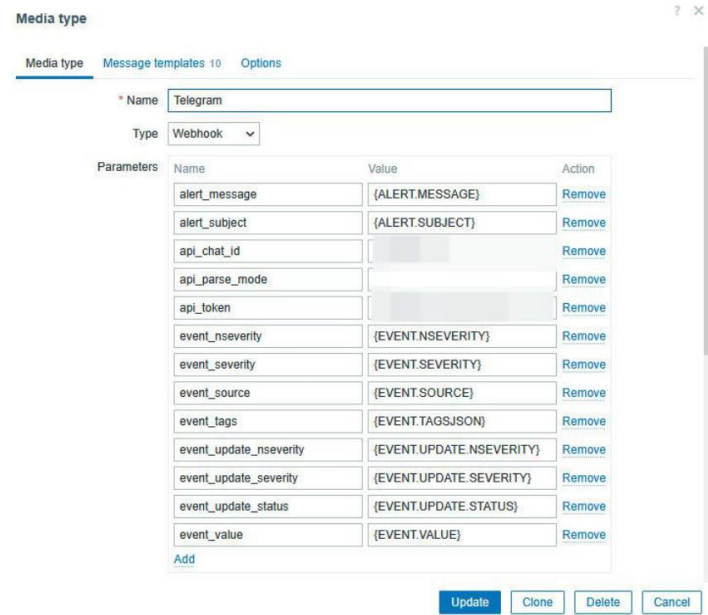 Media type
? ×
Media type Message templates 10 Options
* Name Telegram
Type Webhook
Parameters Name Value Action
alert_message {ALERT.MESSAGE} Remove
alert_subject {ALERT.SUBJECT} Remove
api_chat_id Remove
api_parse_mode Remove
api_token Remove
event_nseverity {EVENT.NSEVERITY} Remove
event_severity {EVENT.SEVERITY} Remove
event_source {EVENT.SOURCE} Remove
event_tags {EVENT.TAGSJSON} Remove
event_update_nseverity {EVENT.UPDATE.NSEVERITY} Remove
event_update_severity {EVENT.UPDATE.SEVERITY} Remove
event_update_status {EVENT.UPDATE.STATUS} Remove
event_value {EVENT.VALUE} Remove
Add
Update Clone Delete Cancel